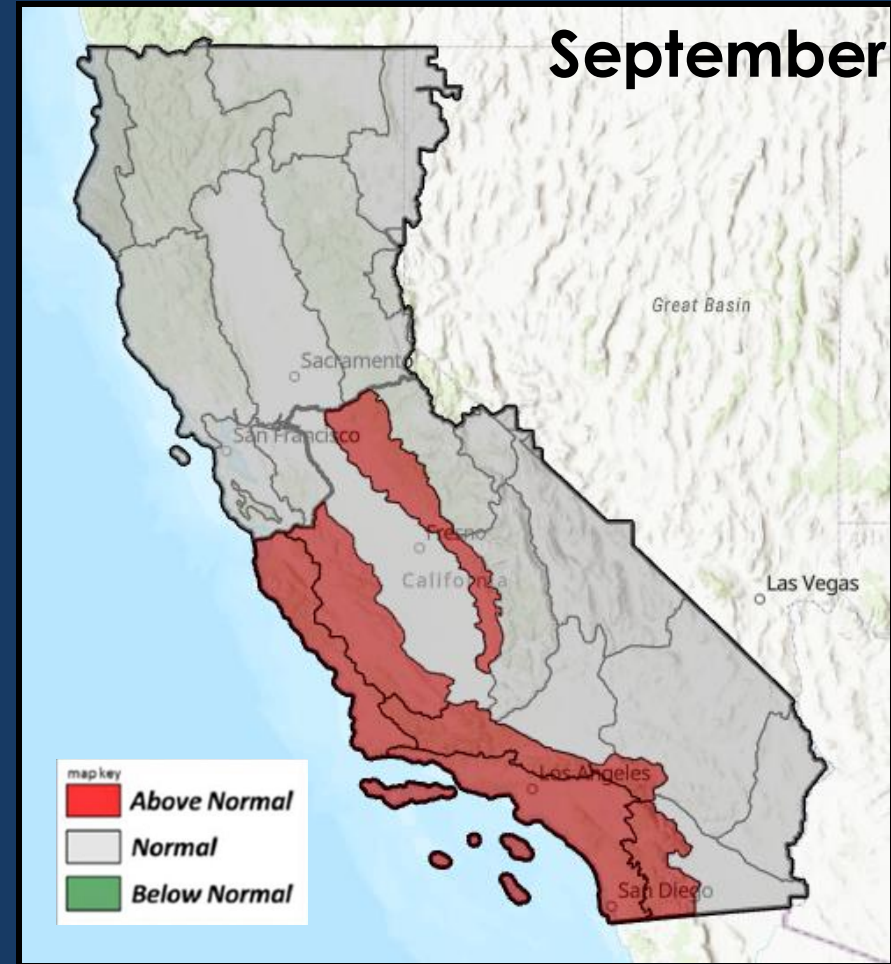 September
Great Basin
Sacramento
San Francisco
Fresno
California
Las Vegas
Los Angeles
San Diego
map key
Above Normal
Normal
Below Normal